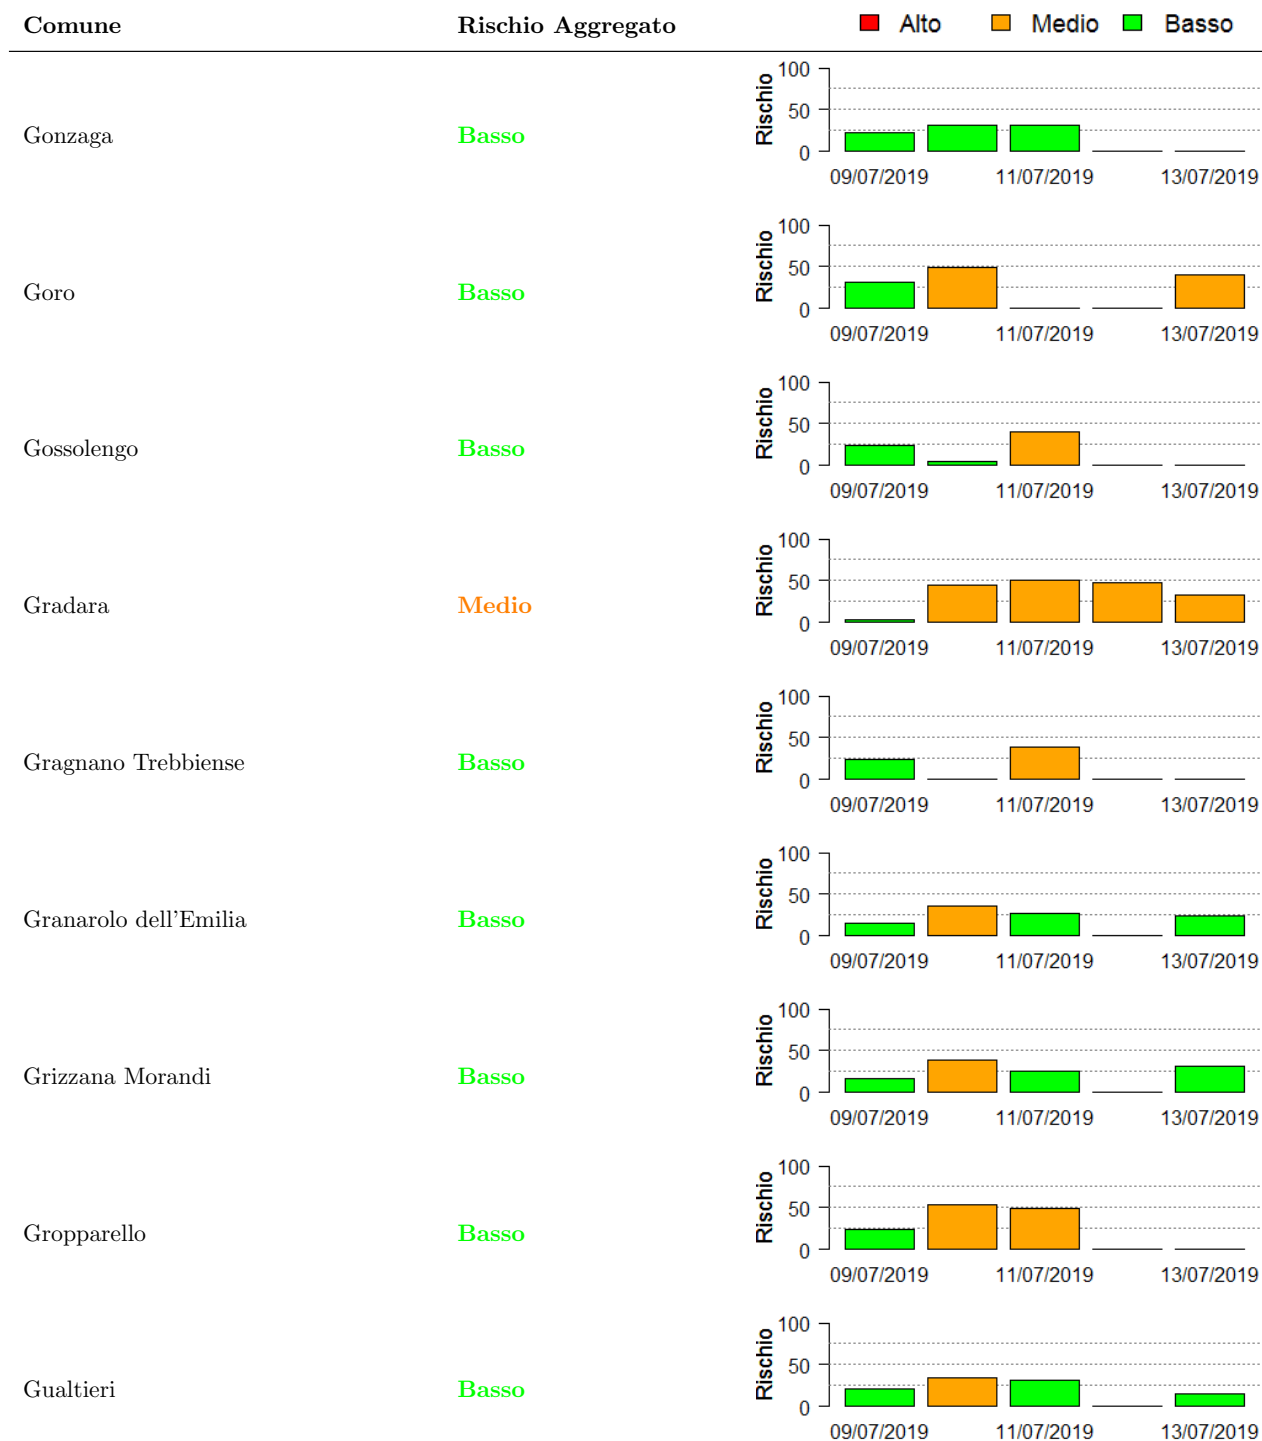 Comune Rischio Aggregato Alto Medio Basso
Gonzaga Basso Rischio 100 50 0
09/07/2019 11/07/2019 13/07/2019
Goro Basso Rischio 100 50 0
09/07/2019 11/07/2019 13/07/2019
Gossolengo Basso Rischio 100 50 0
09/07/2019 11/07/2019 13/07/2019
Gradara Medio Rischio 100 50 0
09/07/2019 11/07/2019 13/07/2019
Gragnano Trebbiense Basso Rischio 100 50 0
09/07/2019 11/07/2019 13/07/2019
Granarolo dell'Emilia Basso Rischio 100 50 0
09/07/2019 11/07/2019 13/07/2019
Grizzana Morandi Basso Rischio 100 50 0
09/07/2019 11/07/2019 13/07/2019
Gropparello Basso Rischio 100 50 0
09/07/2019 11/07/2019 13/07/2019
Gualtieri Basso Rischio 100 50 0
09/07/2019 11/07/2019 13/07/2019